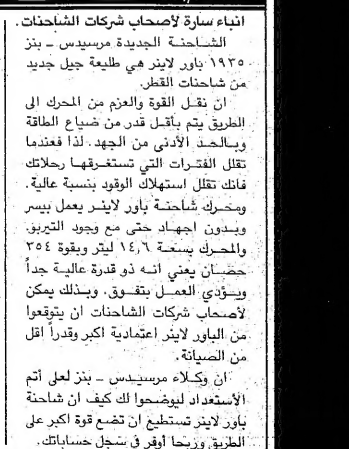 انباء سارة لأصحاب شركات الشاحنات.
الشاحنة الجديدة مرسيدس - بنز
١٩٣٥ باور لاينر هي طليعة جيل جديد
من شاحنات القطر.
ان نقل القوة والعزم من المحرك الى
الطريق يتم بأقل قدر من ضياع الطاقة
وبالحد الأدنى من الجهد. لذا فعندما
تقلل الفترات التي تستغرقها رحلاتك
فانك تقلل استهلاك الوقود بنسبة عالية.
ومحرك شاحنة باور لاينر يعمل بيسر
وبدون اجهاد حتى مع وجود التيربو.
والمحرك بسعة ١٤,٦ ليتر وبقوة ٣٥٤
حصان يعني انه ذو قدرة عالية جداً
ويؤدي العمل بتفوق. وبذلك يمكن
لأصحاب شركات الشاحنات ان يتوقعوا
من الباور لاينر اعتمادية اكبر وقدراً اقل
من الصيانة.
ان وكلاء مرسيدس - بنز لعلى أتم
الأستعداد ليوضحوا لك كيف ان شاحنة
باور لاينر تستطيع ان تضع قوة اكبر على
الطريق وربحا أوفر في سجل حساباتك.